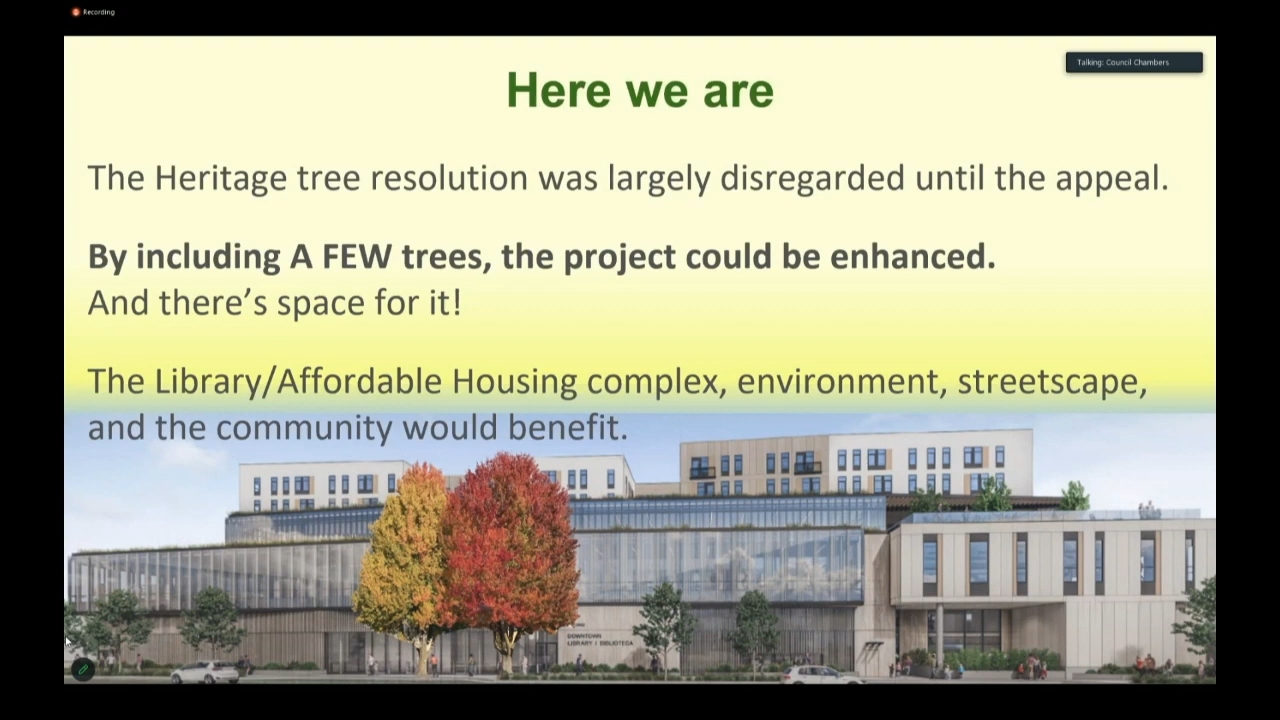 Recording
Talking: Council Chambers
Here we are
The Heritage tree resolution was largely disregarded until the appeal.
By including A FEW trees, the project could be enhanced.
And there's space for it!
The Library/Affordable Housing complex, environment, streetscape,
and the community would benefit.
DOWNTOWN
LIBRARY / BIBLIOTECA